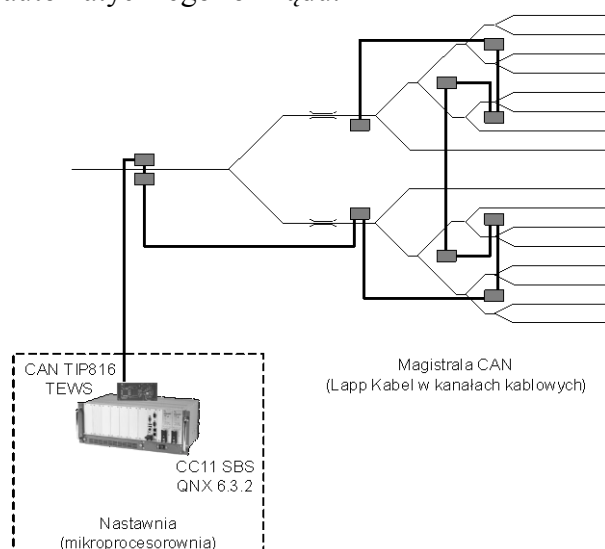 CAN TIP816
TEWS
CC11 SBS
QNX 6.3.2
Nastawnia
(mikroprocesorownia)
Magistrala CAN
(Lapp Kabel w kanałach kablowych)